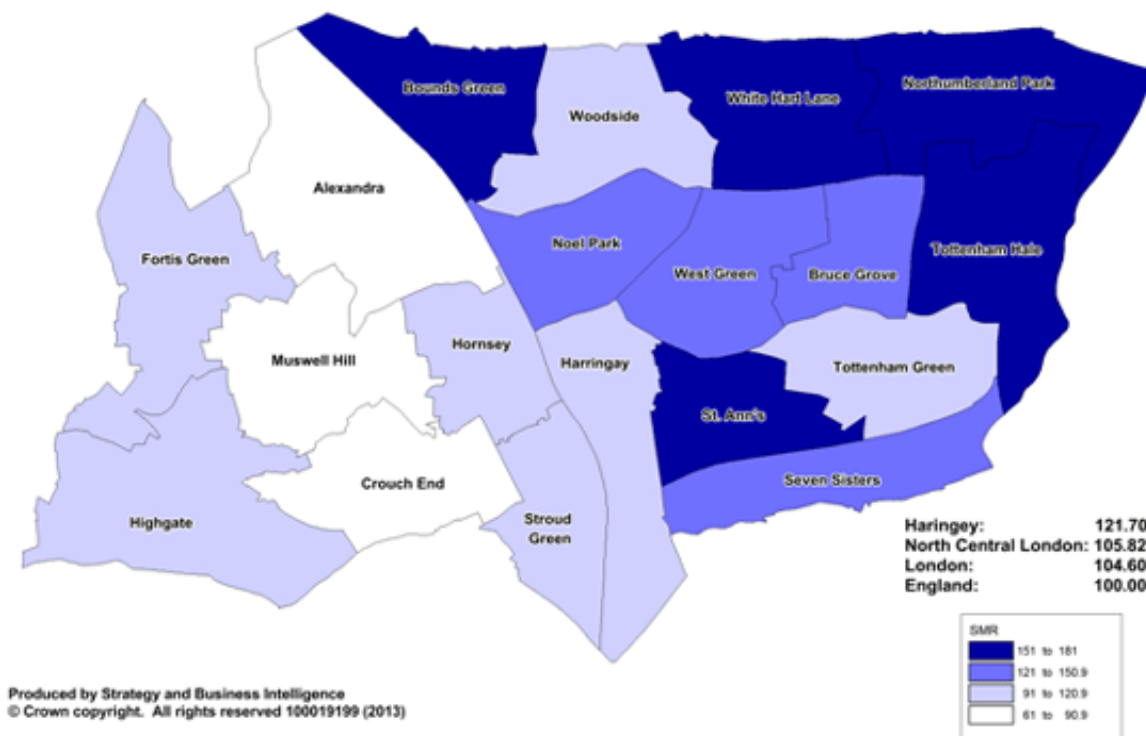 Bounds Green
Woodside
White Hart Lane
Northumberland Park
Alexandra
Fortis Green
Noel Park
West Green
Bruce Grove
Tottenham Hale
Muswell Hill
Hornsey
Harringay
Tottenham Green
St. Ann's
Crouch End
Seven Sisters
Highgate
Stroud
Green
Haringey: 121.70
North Central London: 105.82
London: 104.60
England: 100.00
SMR
151 to 181
121 to 150.9
91 to 120.9
61 to 90.9
Produced by Strategy and Business Intelligence
© Crown copyright. All rights reserved 100019199 (2013)